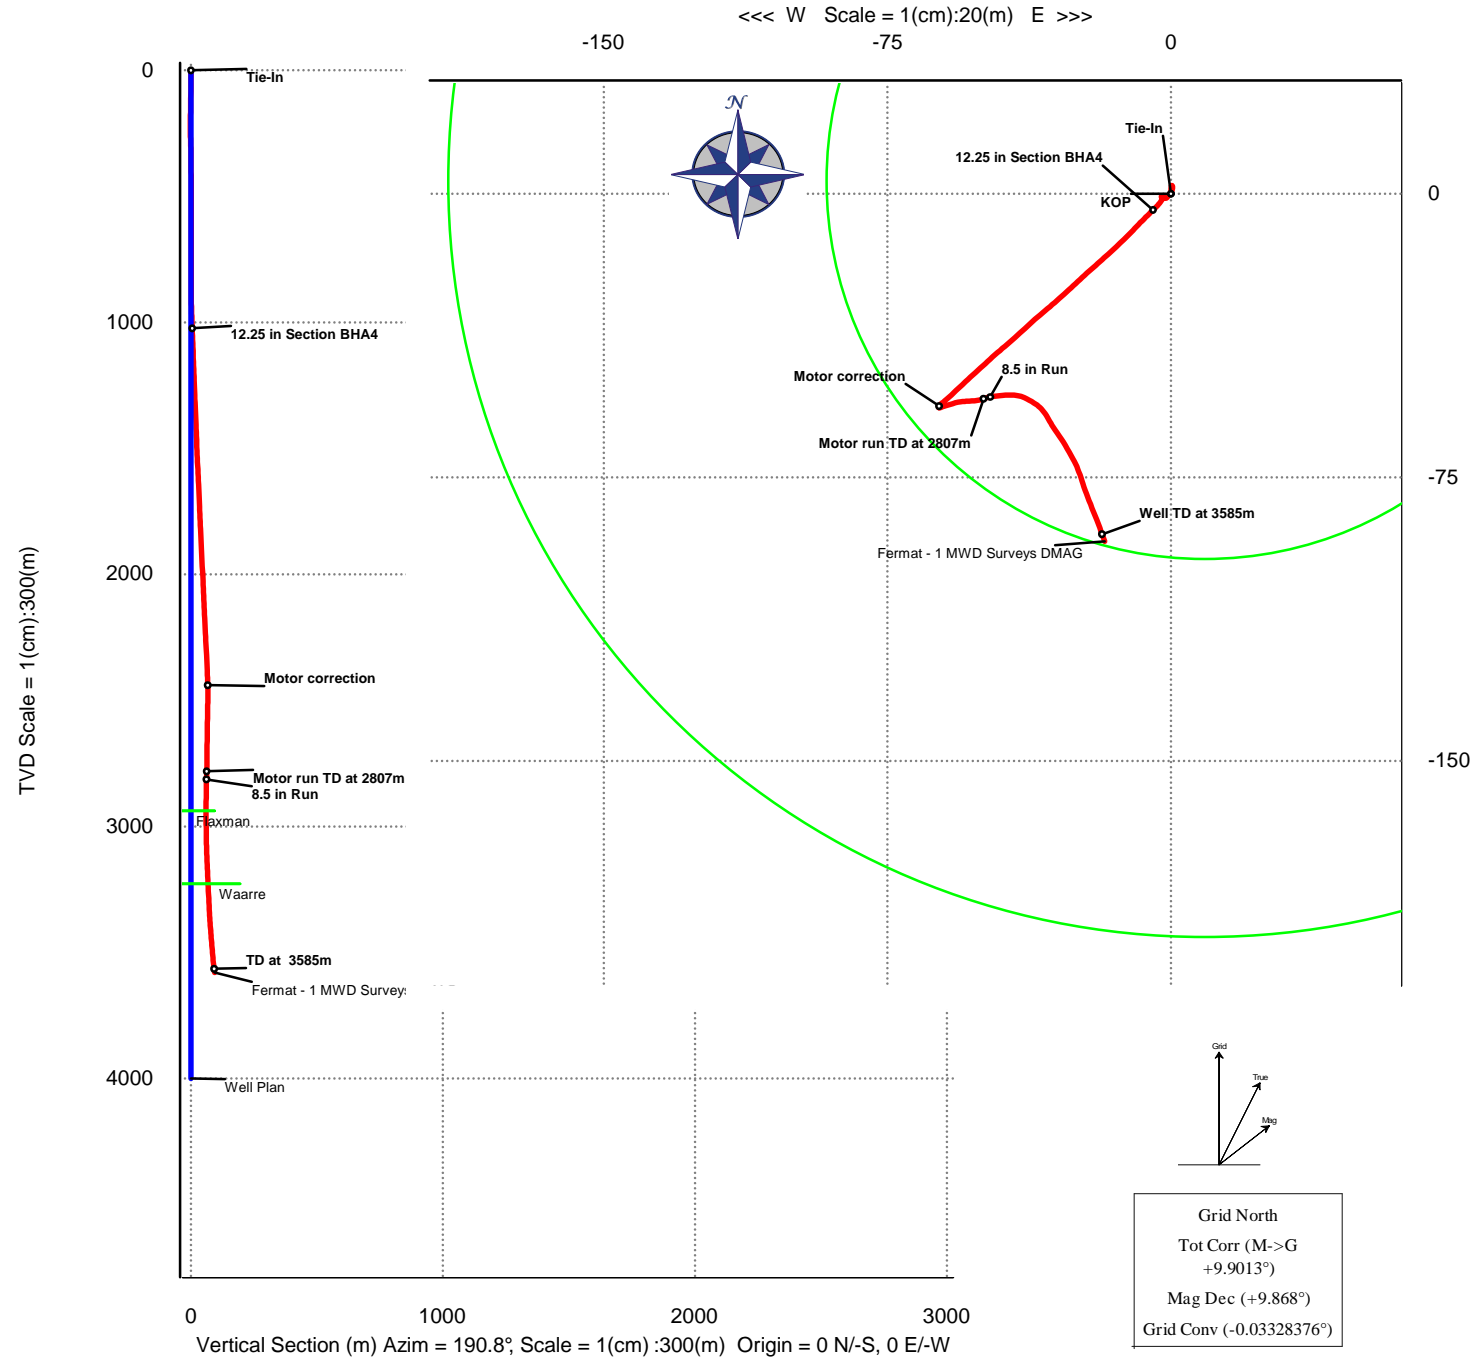 <<< W Scale = 1(cm):20(m) E >>>
-150 -75 0
0
Tie-In
N
Tie-In
12.25 in Section BHA4
KOP
0
1000
12.25 in Section BHA4
Motor correction
8.5 in Run
Motor run TD at 2807m
-75
Well TD at 3585m
Fermat - 1 MWD Surveys DMAG
2000
TVD Scale = 1(cm):300(m)
Motor correction
-150
Motor run TD at 2807m
8.5 in Run
Flaxman
3000
Waarre
TD at 3585m
Fermat - 1 MWD Surveys
4000
Well Plan
Grid
True
Mag
Grid North
Tot Corr (M->G
+9.9013°)
Mag Dec (+9.868°)
Grid Conv (-0.03328376°)
0 1000 2000 3000
Vertical Section (m) Azim = 190.8°, Scale = 1(cm) :300(m) Origin = 0 N/-S, 0 E/-W